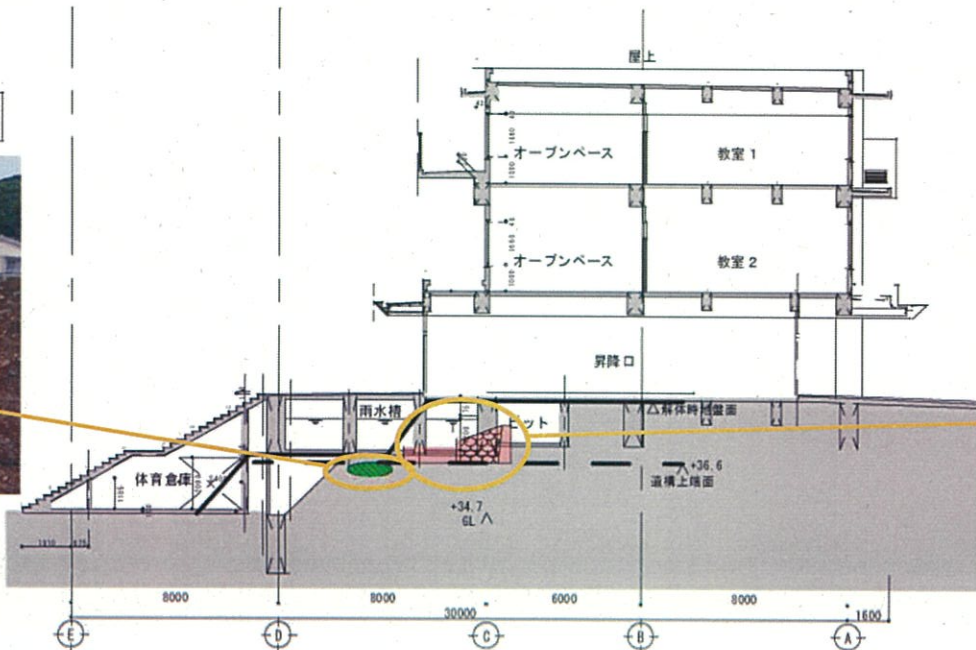 屋上
オープンペース
教室1
オープンペース
教室2
昇降口
雨水槽
ピット
△解体時地盤面
体育倉庫
+36.6
遺構上端面
+34.7
GL
8000
8000
6000
8000
30000
1600
E
D
C
B
A